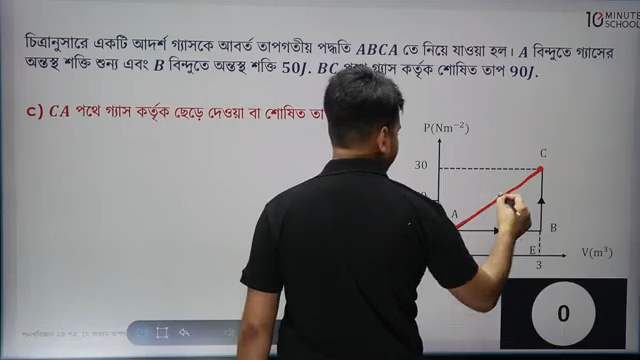 10 MINUTE
SCHOOL
চিত্রানুসারে একটি আদর্শ গ্যাসকে আবর্ত তাপগতীয় পদ্ধতি ABCA তে নিয়ে যাওয়া হল। A বিন্দুতে গ্যাসের
অন্তস্থ শক্তি শুন্য এবং B বিন্দুতে অন্তস্থ শক্তি 50J. BC পথে গ্যাস কর্তৃক শোষিত তাপ 90J.
c) CA পথে গ্যাস কর্তৃক ছেড়ে দেওয়া বা শোষিত
P(Nm⁻²)
C
30
A
B
E
V(m³)
3
0